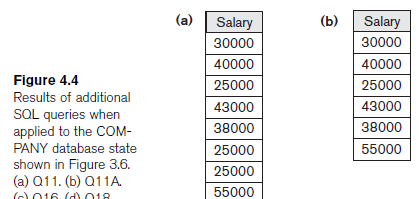 (a)
Salary
30000
40000
25000
43000
38000
25000
25000
55000
(b)
Salary
30000
40000
25000
43000
38000
55000
Figure 4.4
Results of additional
SQL queries when
applied to the COM-
PANY database state
shown in Figure 3.6.
(a) Q11. (b) Q11A.
(c) Q16. (d) Q18.